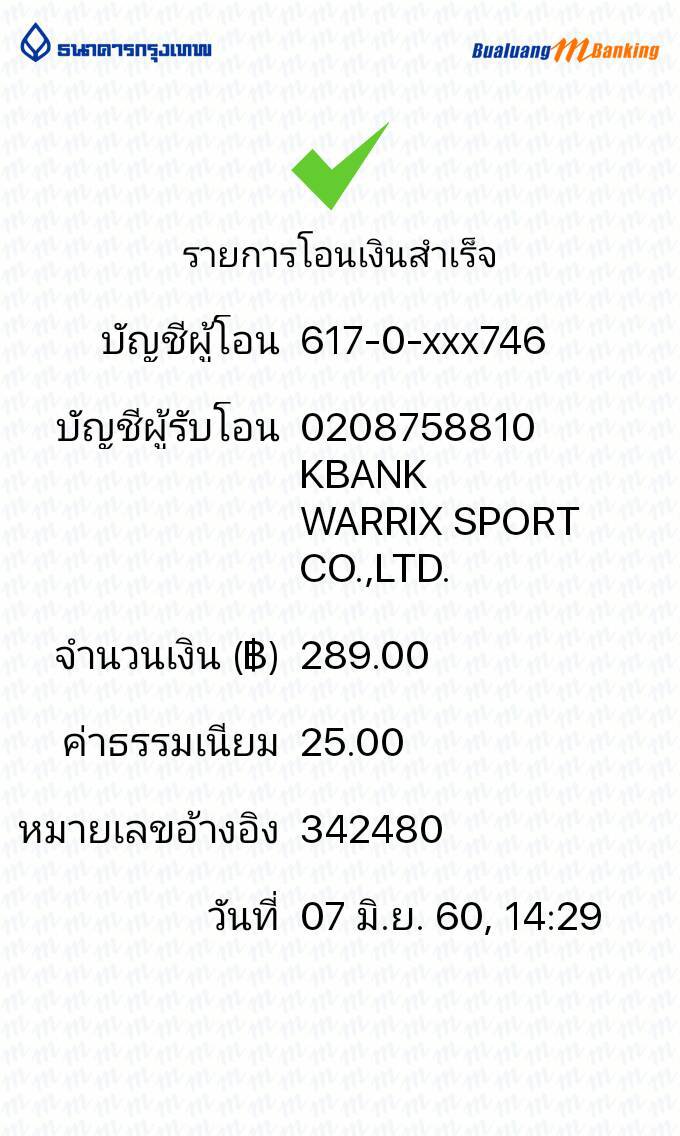 ธนาคารกรุงเทพ
Bualuang mBanking
รายการโอนเงินสำเร็จ
บัญชีผู้โอน 617-0-xxx746
บัญชีผู้รับโอน 0208758810
KBANK
WARRIX SPORT
CO.,LTD.
จำนวนเงิน (฿) 289.00
ค่าธรรมเนียม 25.00
หมายเลขอ้างอิง 342480
วันที่ 07 มิ.ย. 60, 14:29